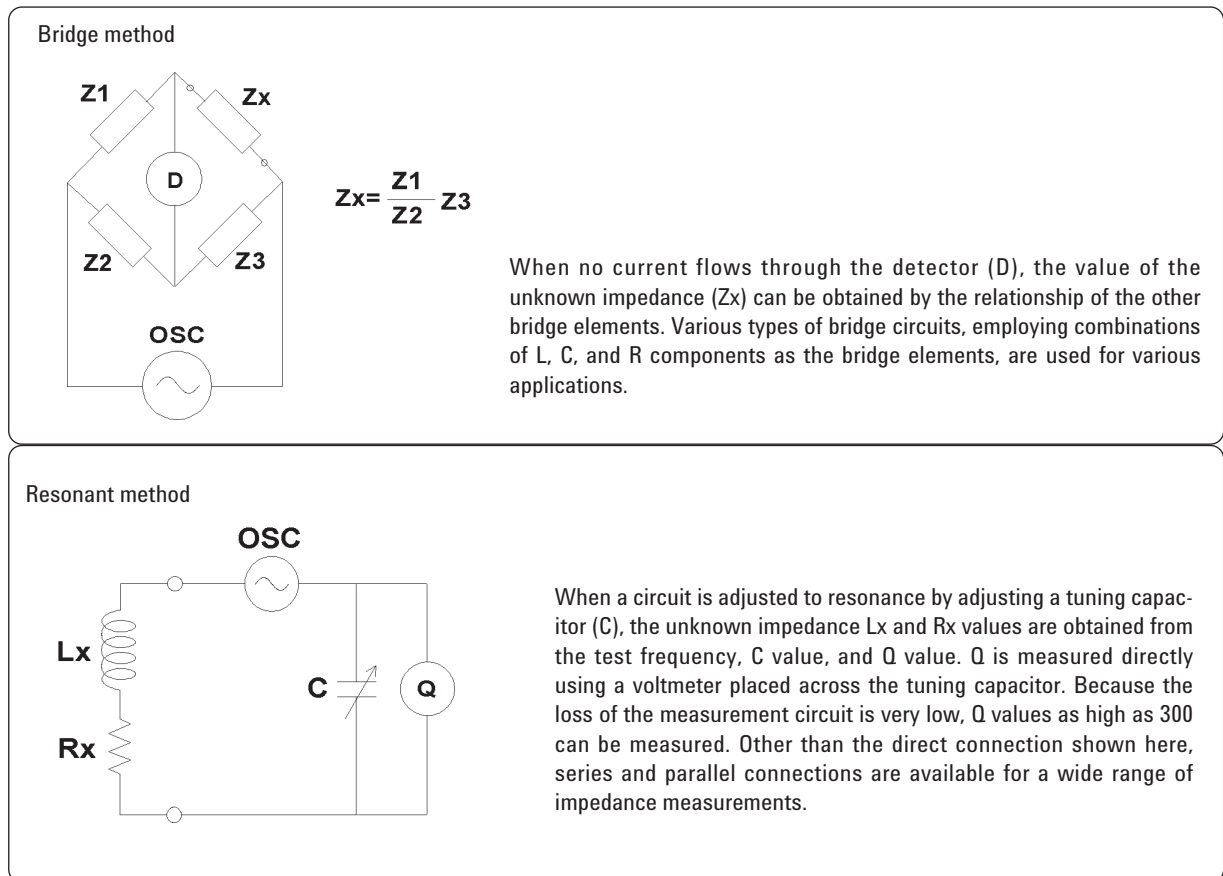 Bridge method
Z1
Zx
D
Z2
Z3
OSC
Zx= Z1
Z2 Z3
When no current flows through the detector (D), the value of the
unknown impedance (Zx) can be obtained by the relationship of the other
bridge elements. Various types of bridge circuits, employing combinations
of L, C, and R components as the bridge elements, are used for various
applications.
Resonant method
OSC
Lx
Rx
C
Q
When a circuit is adjusted to resonance by adjusting a tuning capac-
itor (C), the unknown impedance Lx and Rx values are obtained from
the test frequency, C value, and Q value. Q is measured directly
using a voltmeter placed across the tuning capacitor. Because the
loss of the measurement circuit is very low, Q values as high as 300
can be measured. Other than the direct connection shown here,
series and parallel connections are available for a wide range of
impedance measurements.